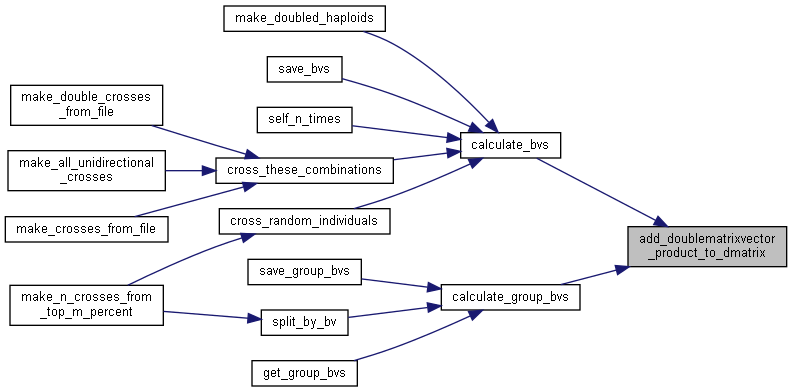 make_doubled_haploids
save_bvs
make_double_crosses
_from_file
self_n_times
calculate_bvs
make_all_unidirectional
_crosses
cross_these_combinations
make_crosses_from_file
cross_random_individuals
add_doublematrixvector
_product_to_dmatrix
save_group_bvs
make_n_crosses_from
_top_m_percent
calculate_group_bvs
split_by_bv
get_group_bvs